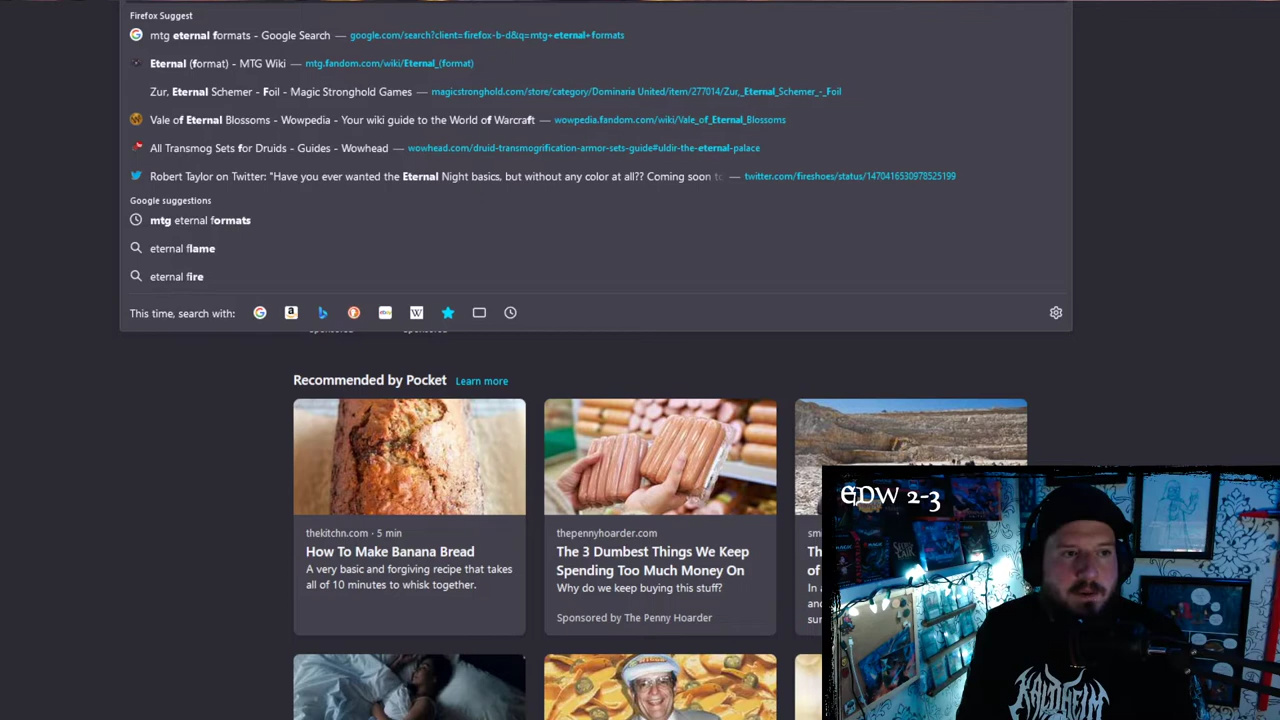 Firefox Suggest
mtg eternal formats - Google Search — google.com/search?client=firefox-b-d&q=mtg+eternal+formats
Eternal (format) - MTG Wiki — mtg.fandom.com/wiki/Eternal_(format)
Zur, Eternal Schemer - Foil - Magic Stronghold Games — magicstronghold.com/store/category/Dominaria United/item/277014/Zur,_Eternal_Schemer_-_Foil
Vale of Eternal Blossoms - Wowpedia - Your wiki guide to the World of Warcraft — wowpedia.fandom.com/wiki/Vale_of_Eternal_Blossoms
All Transmog Sets for Druids - Guides - Wowhead — wowhead.com/druid-transmogrification-armor-sets-guide#uldir-the-eternal-palace
Robert Taylor on Twitter: "Have you ever wanted the Eternal Night basics, but without any color at all?? Coming soon to — twitter.com/fireshoes/status/1470416530978525199
Google suggestions
mtg eternal formats
eternal flame
eternal fire
This time, search with:
Sponsored Sponsored
Recommended by Pocket Learn more
thekitchn.com · 5 min
How To Make Banana Bread
A very basic and forgiving recipe that takes
all of 10 minutes to whisk together.
thepennyhoarder.com
The 3 Dumbest Things We Keep
Spending Too Much Money On
Why do we keep buying this stuff?
Sponsored by The Penny Hoarder
EDW 2-3
KALDHEIM